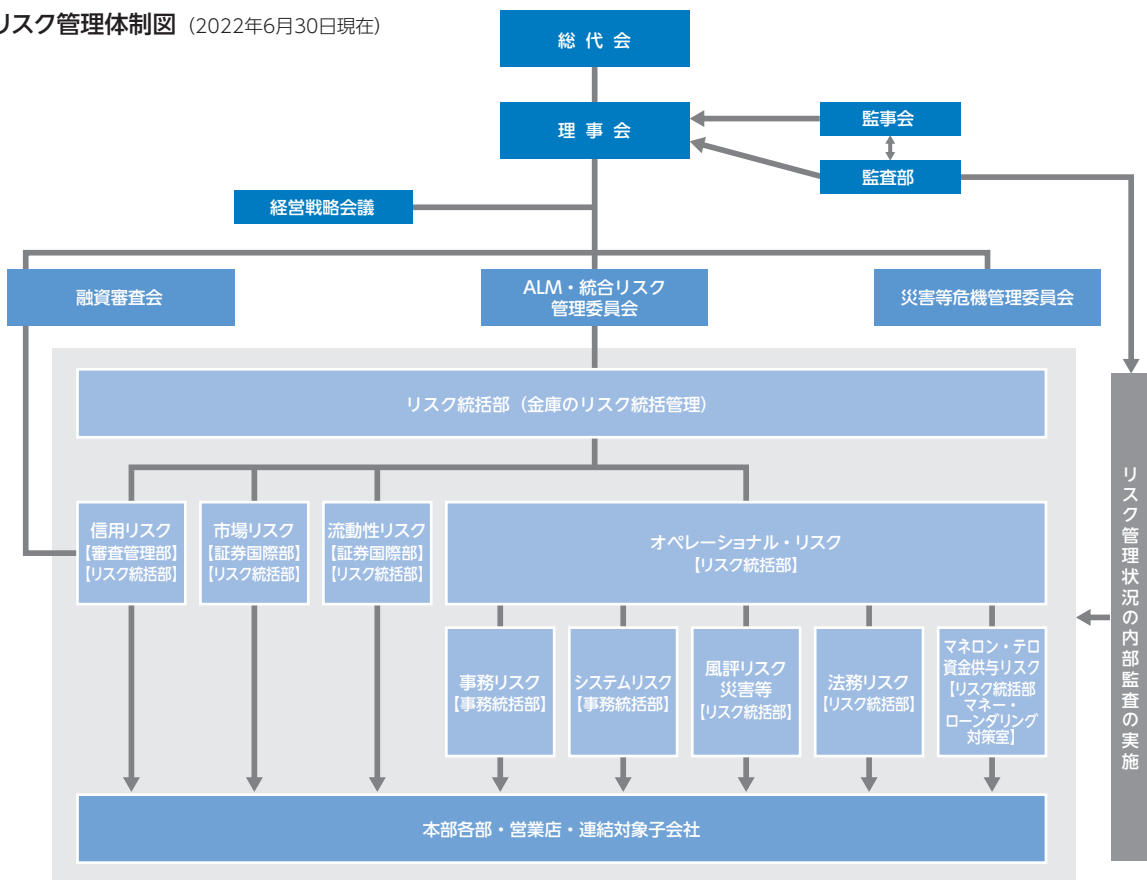 リスク管理体制図（2022年6月30日現在）
総代会
理事会
監事会
監査部
経営戦略会議
融資審査会
ALM・統合リスク
管理委員会
災害等危機管理委員会
リスク統括部（金庫のリスク統括管理）
信用リスク
【審査管理部】
【リスク統括部】
市場リスク
【証券国際部】
【リスク統括部】
流動性リスク
【証券国際部】
【リスク統括部】
オペレーショナル・リスク
【リスク統括部】
事務リスク
【事務統括部】
システムリスク
【事務統括部】
風評リスク
災害等
【リスク統括部】
法務リスク
【リスク統括部】
マネロン・テロ
資金供与リスク
【リスク統括部
マネー・
ローンダリング
対策室】
本部各部・営業店・連結対象子会社
リスク管理状況の内部監査の実施